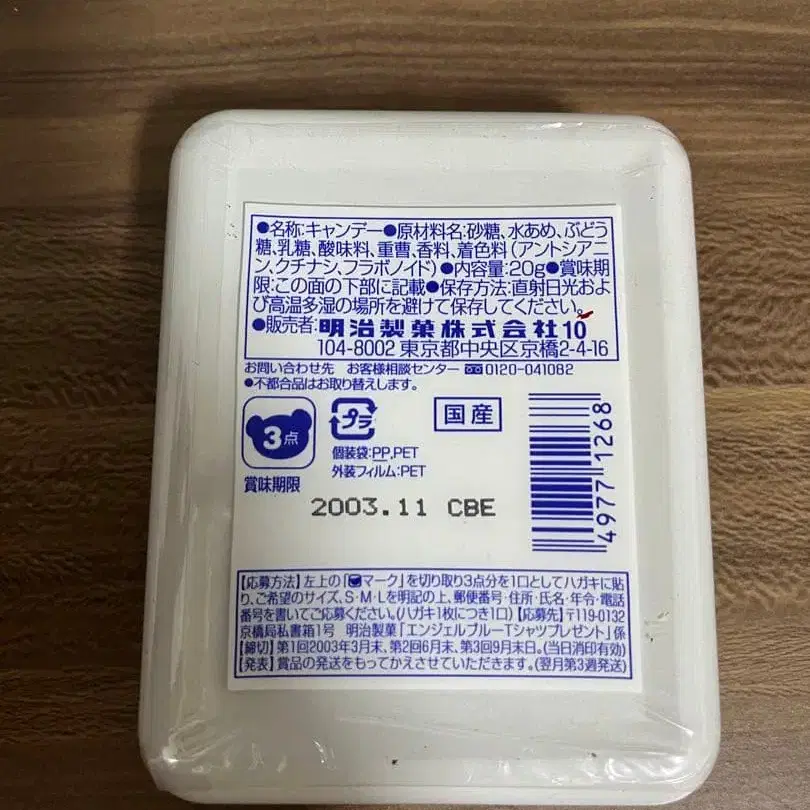 ●名称:キャンデー●原材料名:砂糖、水あめ、ぶどう
糖、乳糖、酸味料、重曹、香料、着色料(アントシアニ
ン、クチナシ、フラボノイド)●内容量:20g●賞味期
限:この面の下部に記載●保存方法:直射日光およ
び高温多湿の場所を避けて保存してください。
●販売者:明治製菓株式会社10
104-8002 東京都中央区京橋2-4-16
お問い合わせ先 お客様相談センター 0120-041082
●不都合品はお取り替えします。
3点
プラ
国産
個装袋:PP,PET
外装フィルム:PET
賞味期限
2003.11 CBE
4977 1268
【応募方法】左上の「マーク」を切り取り3点分を1口としてハガキに貼
り、ご希望のサイズ、S・M・Lを明記の上、郵便番号・住所・氏名・年令・電話
番号を書いてご応募ください。(ハガキ1枚につき1口)【応募先】〒119-0132
京橋局私書箱1号 明治製菓「エンジェルブルーTシャツプレゼント」係
【締切】第1回2003年3月末、第2回6月末、第3回9月末日。(当日消印有効)
【発表】賞品の発送をもってかえさせていただきます。(翌月第3週発送)